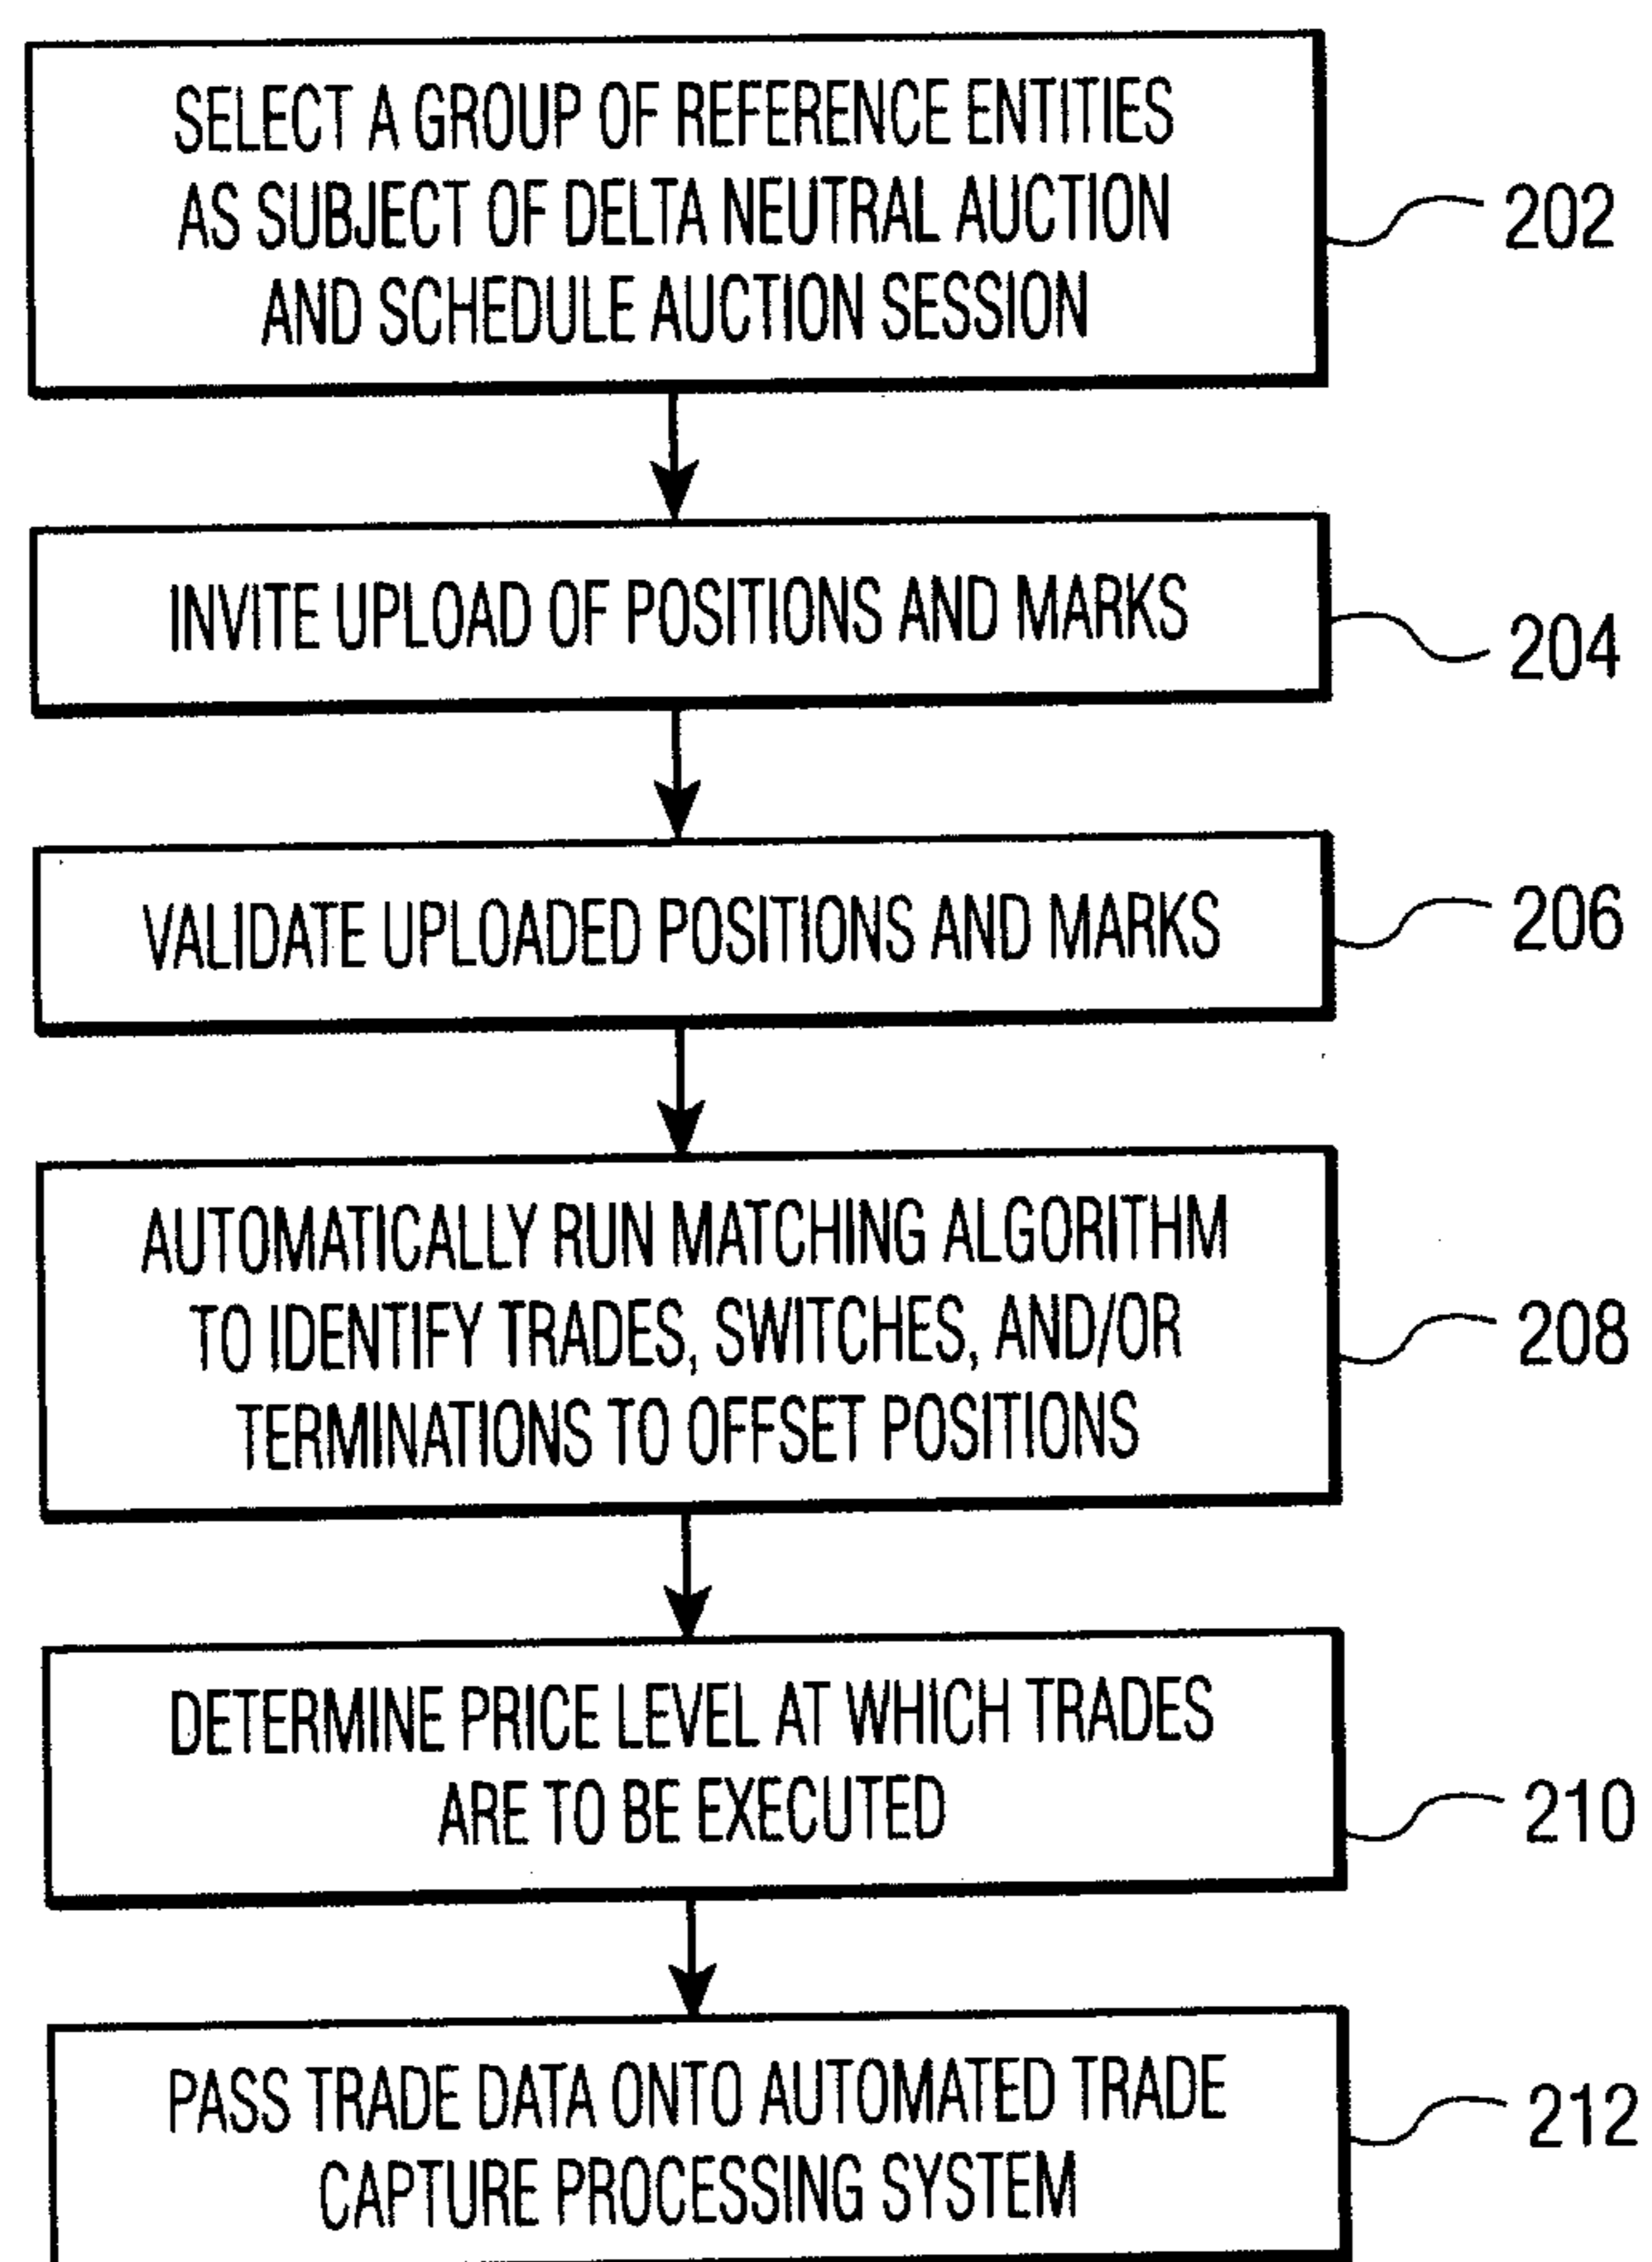 SELECT A GROUP OF REFERENCE ENTITIES
AS SUBJECT OF DELTA NEUTRAL AUCTION
AND SCHEDULE AUCTION SESSION
202
INVITE UPLOAD OF POSITIONS AND MARKS
204
VALIDATE UPLOADED POSITIONS AND MARKS
206
AUTOMATICALLY RUN MATCHING ALGORITHM
TO IDENTIFY TRADES, SWITCHES, AND/OR
TERMINATIONS TO OFFSET POSITIONS
208
DETERMINE PRICE LEVEL AT WHICH TRADES
ARE TO BE EXECUTED
210
PASS TRADE DATA ONTO AUTOMATED TRADE
CAPTURE PROCESSING SYSTEM
212